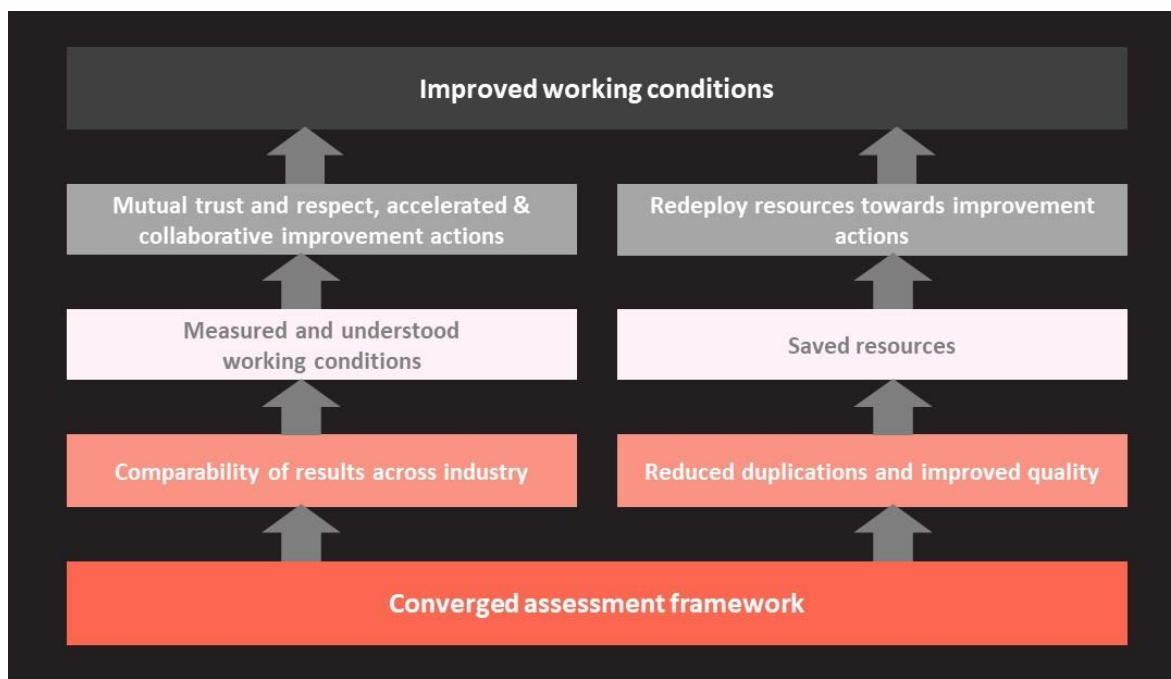 Improved working conditions
Mutual trust and respect, accelerated &
collaborative improvement actions
Redeploy resources towards improvement
actions
Measured and understood
working conditions
Saved resources
Comparability of results across industry
Reduced duplications and improved quality
Converged assessment framework